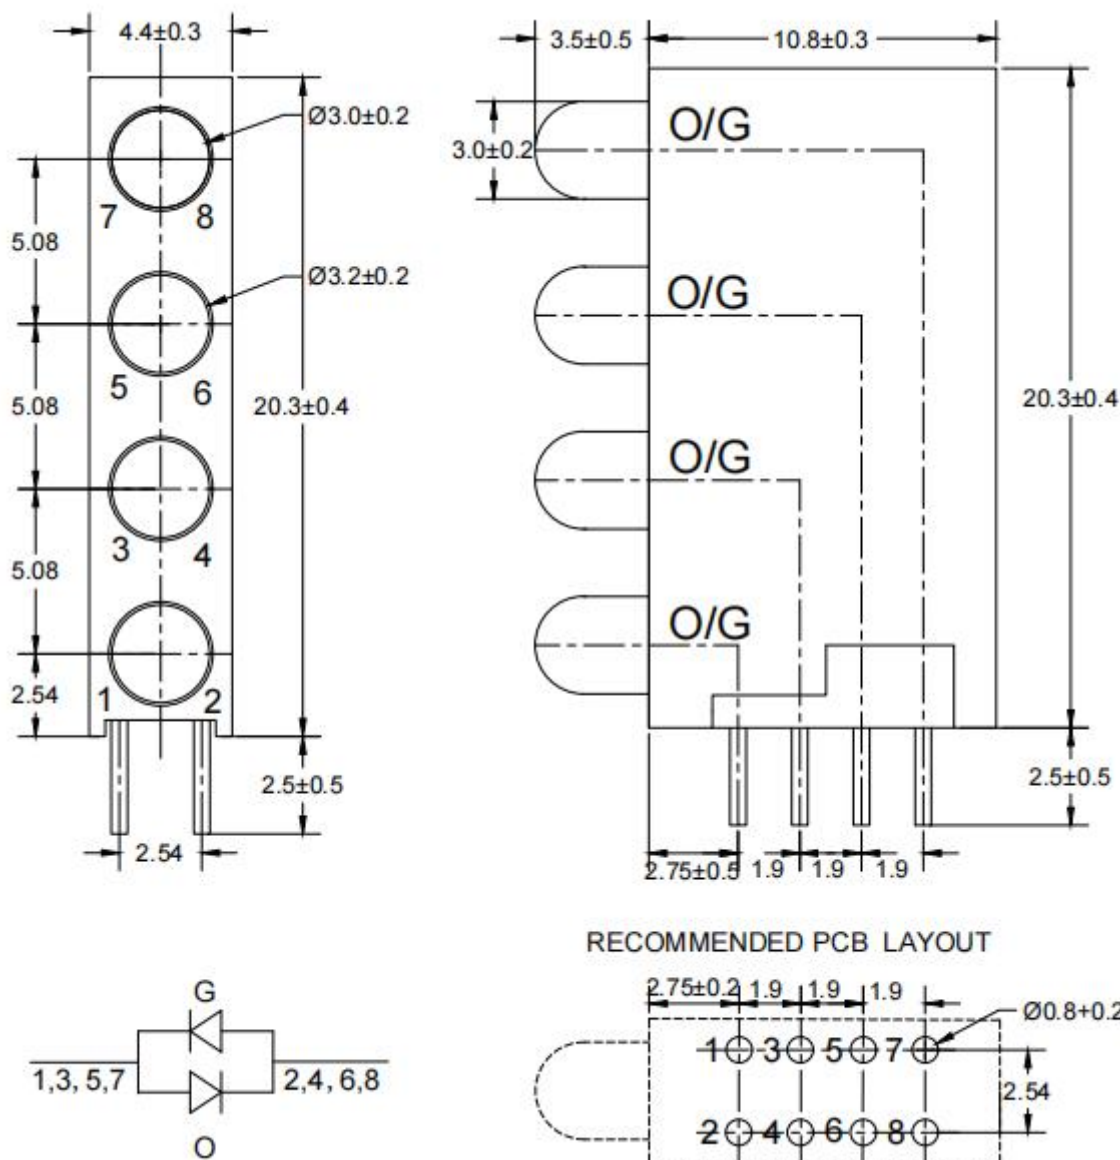 4.4±0.3
Ø3.0±0.2
7 8
5.08
Ø3.2±0.2
5 6
5.08
20.3±0.4
3 4
5.08
2.54
1 2
2.5±0.5
2.54
3.5±0.5
10.8±0.3
O/G
3.0±0.2
O/G
20.3±0.4
O/G
O/G
2.5±0.5
2.75±0.5
1.9
1.9
1.9
G
1,3, 5,7
2,4, 6,8
O
RECOMMENDED PCB LAYOUT
2.75±0.2
1.9
1.9
1.9
Ø0.8+0.2
1 3 5 7
2.54
2 4 6 8